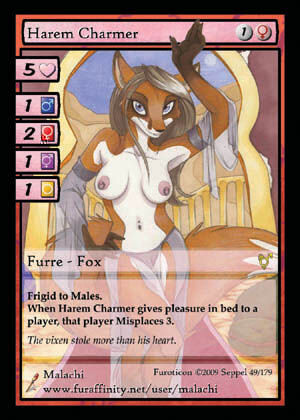 Harem Charmer 1
5
1
2
1
1
Furre - Fox
Frigid to Males.
When Harem Charmer gives pleasure in bed to a
player, that player Misplaces 3.
The vixen stole more than his heart.
Malachi Furoticon ©2009 Seppel 49/179
www.furaffinity.net/user/malachi